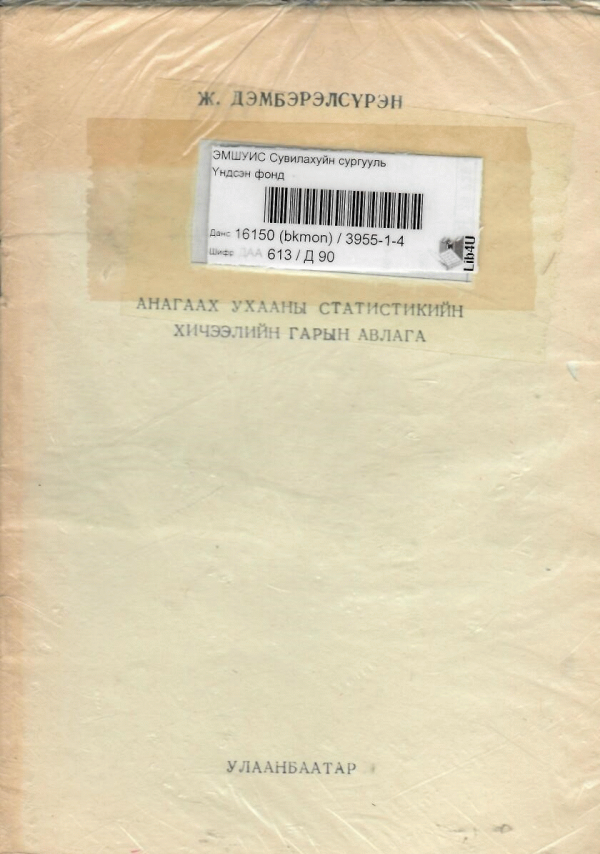 Ж. ДЭМБЭРЭЛСҮРЭН
ЭМШУИС Сувилахуйн сургууль
Үндсэн фонд
Данс 16150 (bkmon) / 3955-1-4
Шифр ЗАА 613 / Д 90
Lib4U
АНАГААХ УХААНЫ СТАТИСТИКИЙН
ХИЧЭЭЛИЙН ГАРЫН АВЛАГА
УЛААНБААТАР